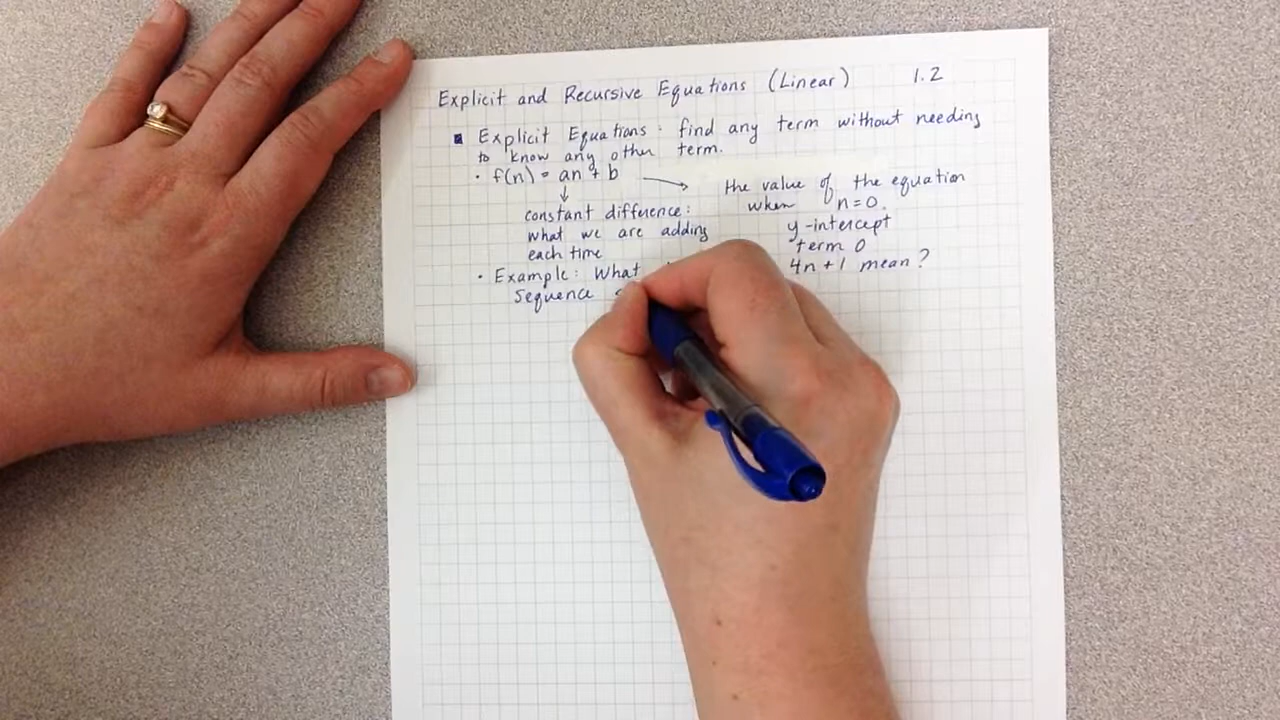 Explicit and Recursive Equations (Linear) 1.2
Explicit Equations: find any term without needing
to know any other term.
• f(n) = an + b
the value of the equation
when n=0.
constant difference:
what we are adding
each time
y-intercept
term 0
• Example: What
4n+1 mean?
sequence